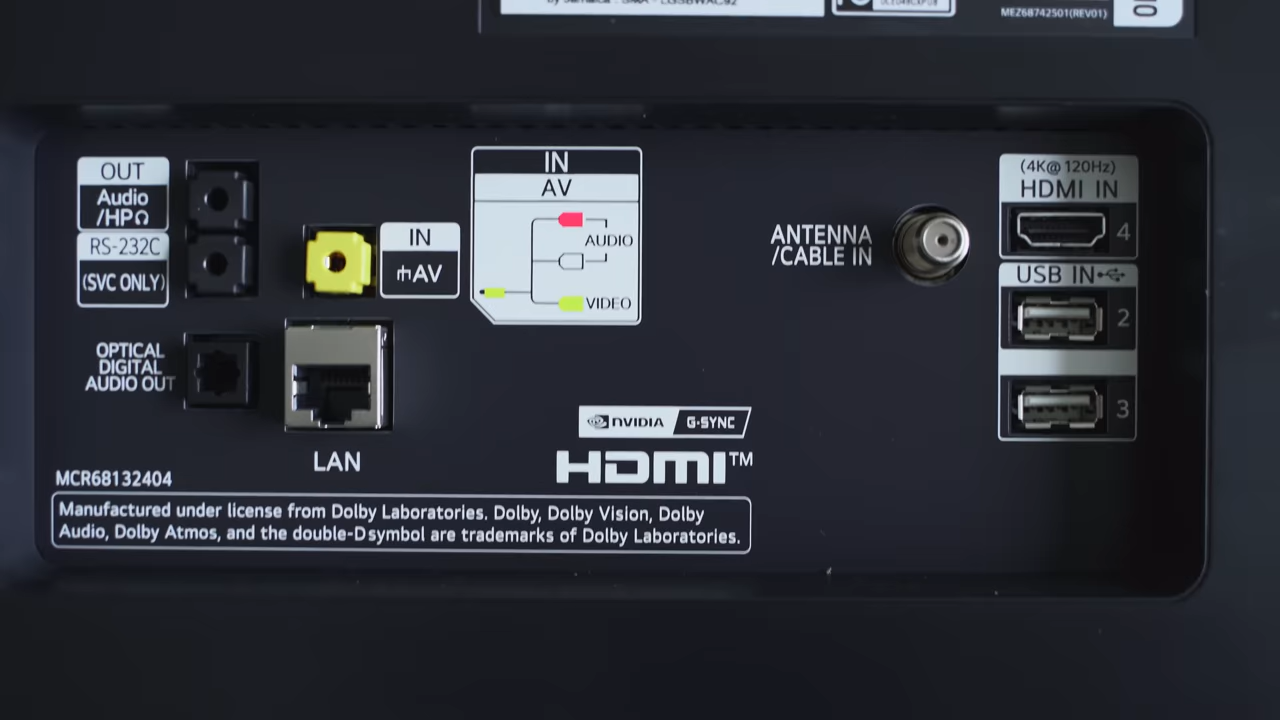 MEZ68742501(REV01)
OUT
Audio
/HPΩ
RS-232C
(SVC ONLY)
IN
AV
IN
AV
AUDIO
VIDEO
ANTENNA
/CABLE IN
(4K@120Hz)
HDMI IN
4
USB IN
2
3
OPTICAL
DIGITAL
AUDIO OUT
LAN
NVIDIA G-SYNC
HDMI™
MCR68132404
Manufactured under license from Dolby Laboratories. Dolby, Dolby Vision, Dolby
Audio, Dolby Atmos, and the double-D symbol are trademarks of Dolby Laboratories.